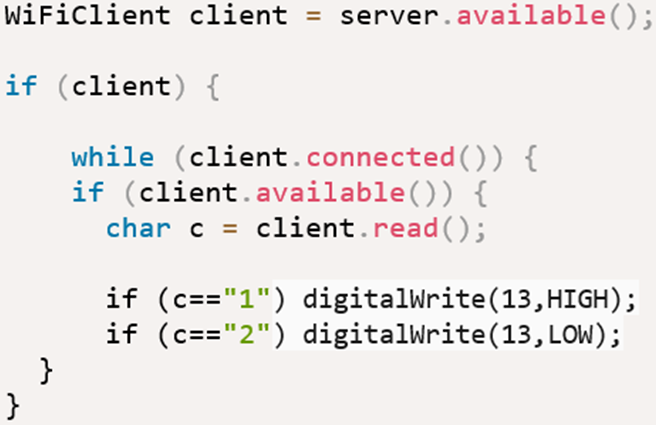 WiFiClient client = server.available();
if (client) {
while (client.connected()) {
if (client.available()) {
char c = client.read();
if (c=="1") digitalWrite(13,HIGH);
if (c=="2") digitalWrite(13,LOW);
}
}